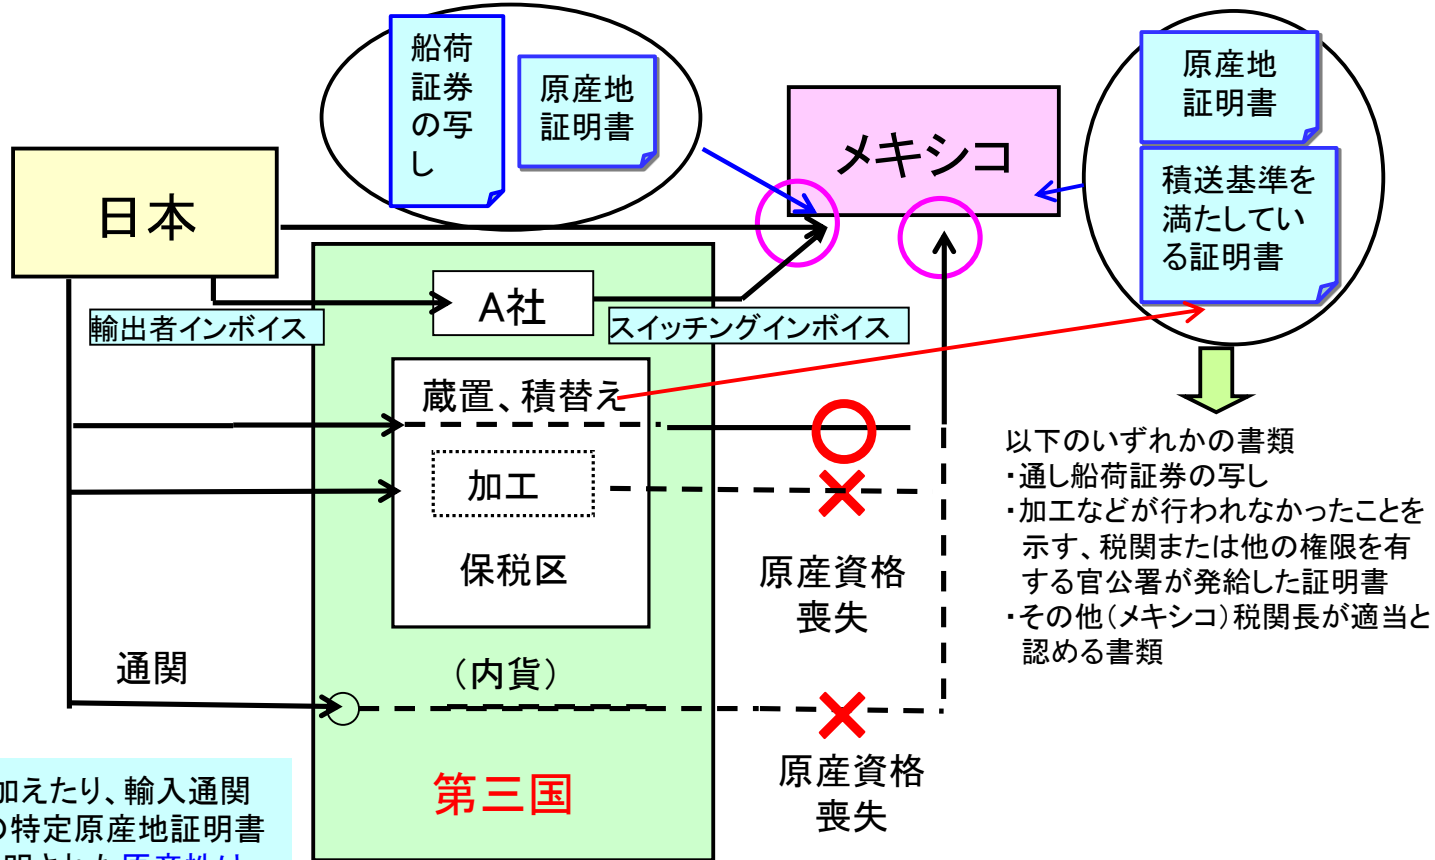 船荷
証券
の写
し
原産地
証明書
メキシコ
原産地
証明書
積送基準を
満たしてい
る証明書
日本
A社
輸出者インボイス
スイッチングインボイス
蔵置、積替え
加工
保税区
原産資格
喪失
以下のいずれかの書類
・通し船荷証券の写し
・加工などが行われなかったことを
示す、税関または他の権限を有
する官公署が発給した証明書
・その他(メキシコ)税関長が適当と
認める書類
通関
(内貨)
第三国
原産資格
喪失
加えたり、輸入通関
の特定原産地証明書
明された原産性は